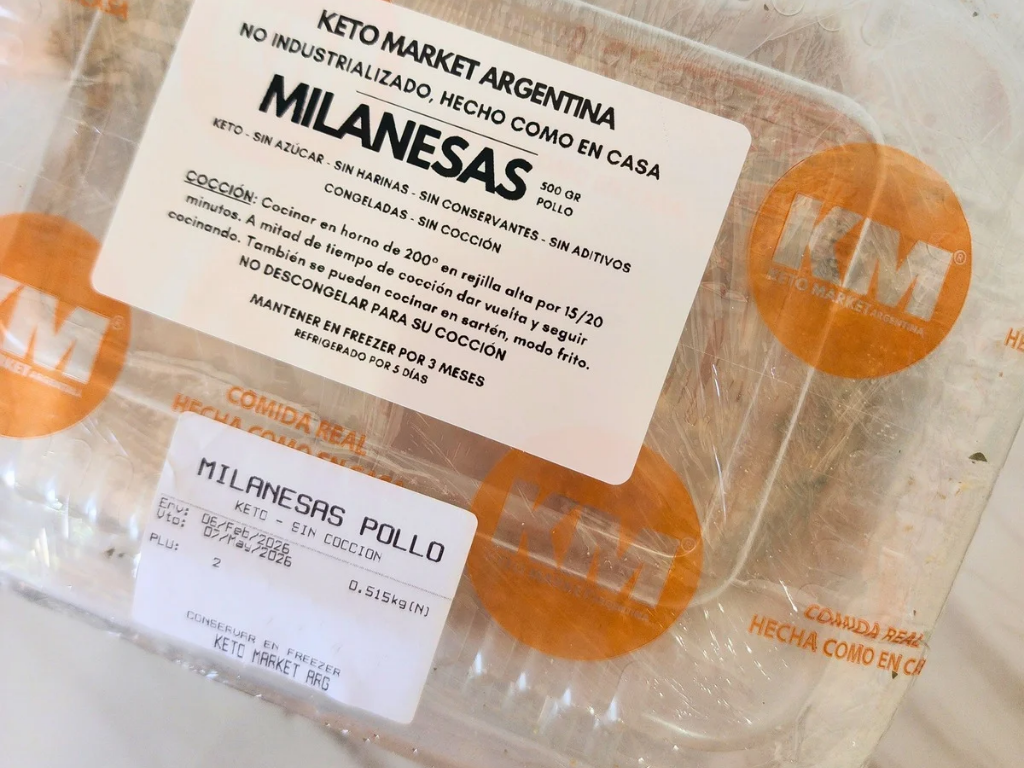 CASA
KETO MARKET ARGENTINA
NO INDUSTRIALIZADO, HECHO COMO EN CASA
MILANESAS
500 GR
POLLO
KETO - SIN AZÚCAR - SIN HARINAS - SIN CONSERVANTES - SIN ADITIVOS
CONGELADAS - SIN COCCIÓN
COCCIÓN: Cocinar en horno de 200º en rejilla alta por 15/20
minutos. A mitad de tiempo de cocción dar vuelta y seguir
cocinando. También se pueden cocinar en sartén, modo frito.
NO DESCONGELAR PARA SU COCCIÓN
MANTENER EN FREEZER POR 3 MESES
REFRIGERADO POR 5 DÍAS
KM®
KETO MARKET ARGENTINA
KM
MARKET ARGENTINA
COMIDA REAL
HECHA COMO EN
MILANESAS POLLO
KETO - SIN COCCION
Env: 06/Feb/2026
Vto: 07/May/2026
PLU: 2
0.515kg(N)
CONSERVAR EN FREEZER
KETO MARKET ARG
KM
COMIDA REAL
HECHA COMO EN CA
HE